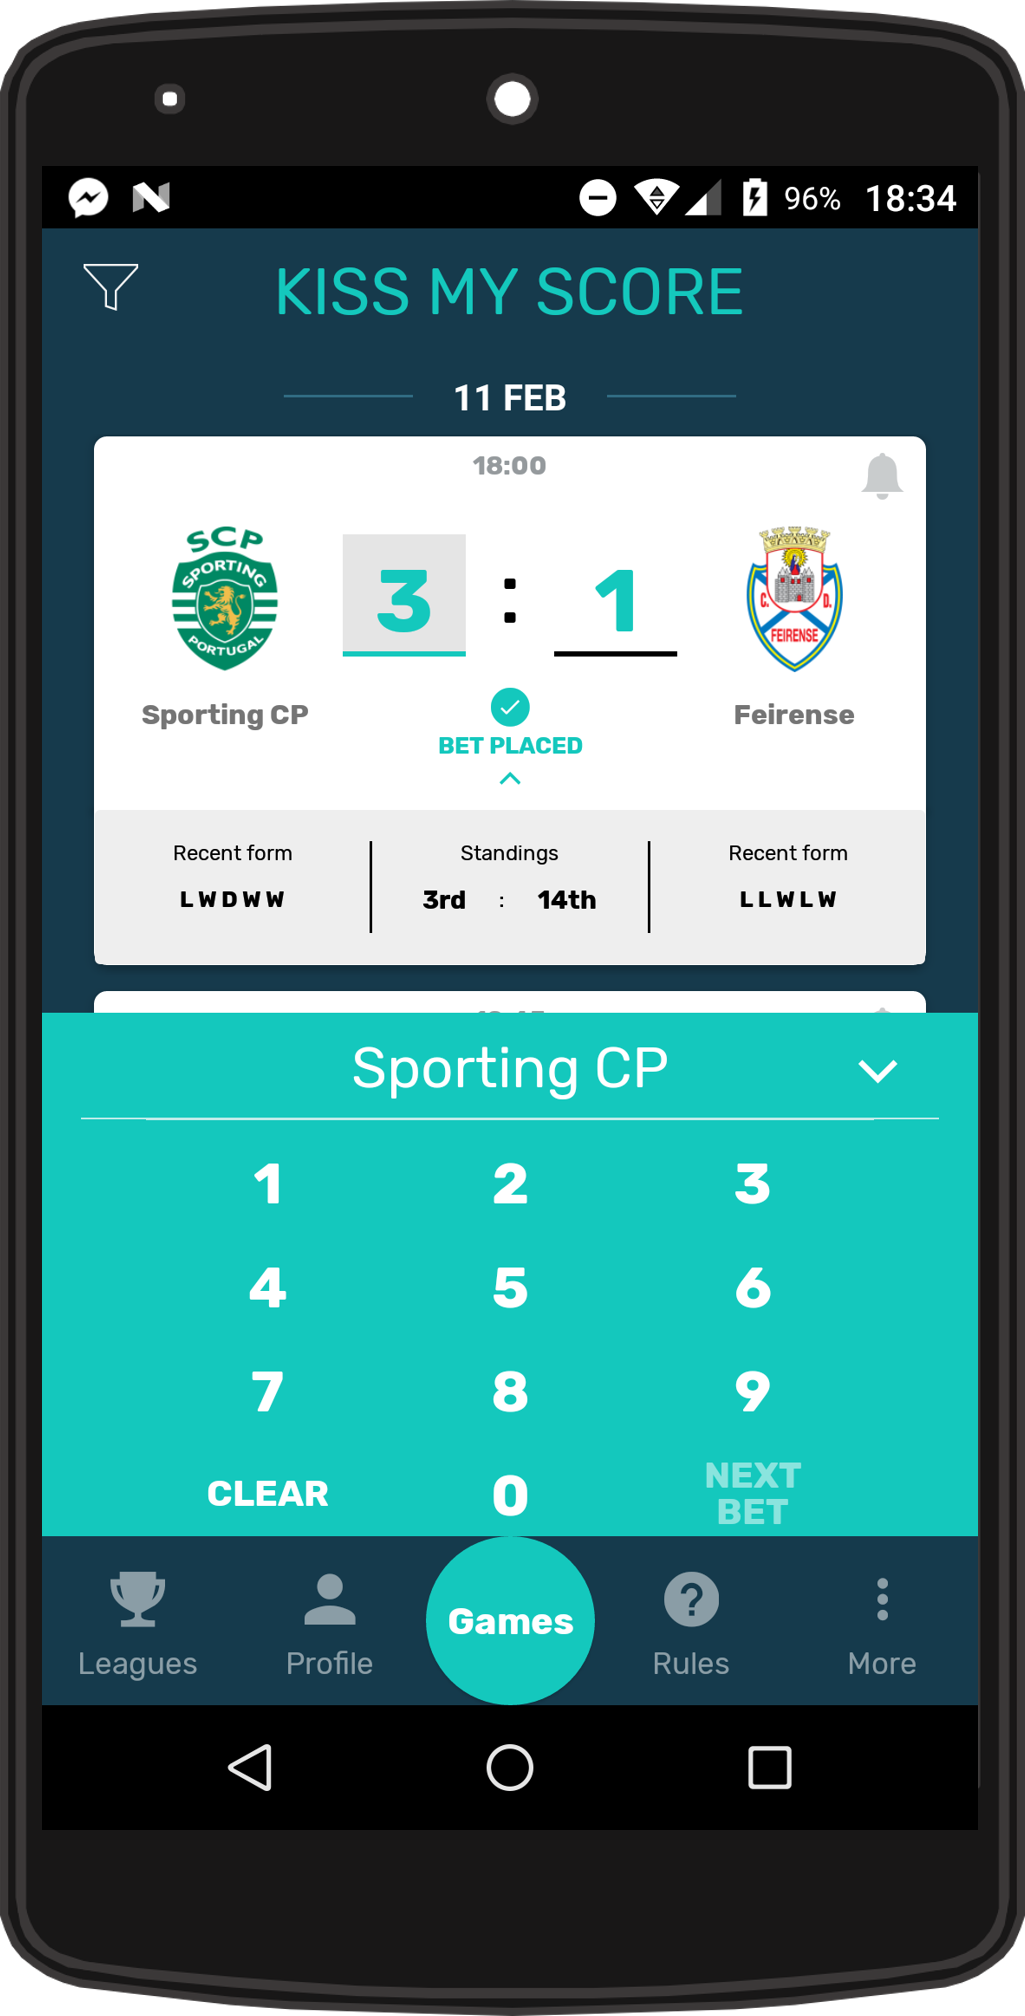 96% 18:34
KISS MY SCORE
11 FEB
18:00
SCP
SPORTING
PORTUGAL
3 : 1
C. D.
FEIRENSE
Sporting CP
Feirense
BET PLACED
Recent form
L W D W W
Standings
3rd : 14th
Recent form
L L W L W
Sporting CP
1 2 3
4 5 6
7 8 9
CLEAR 0 NEXT
BET
Leagues Profile Games Rules More